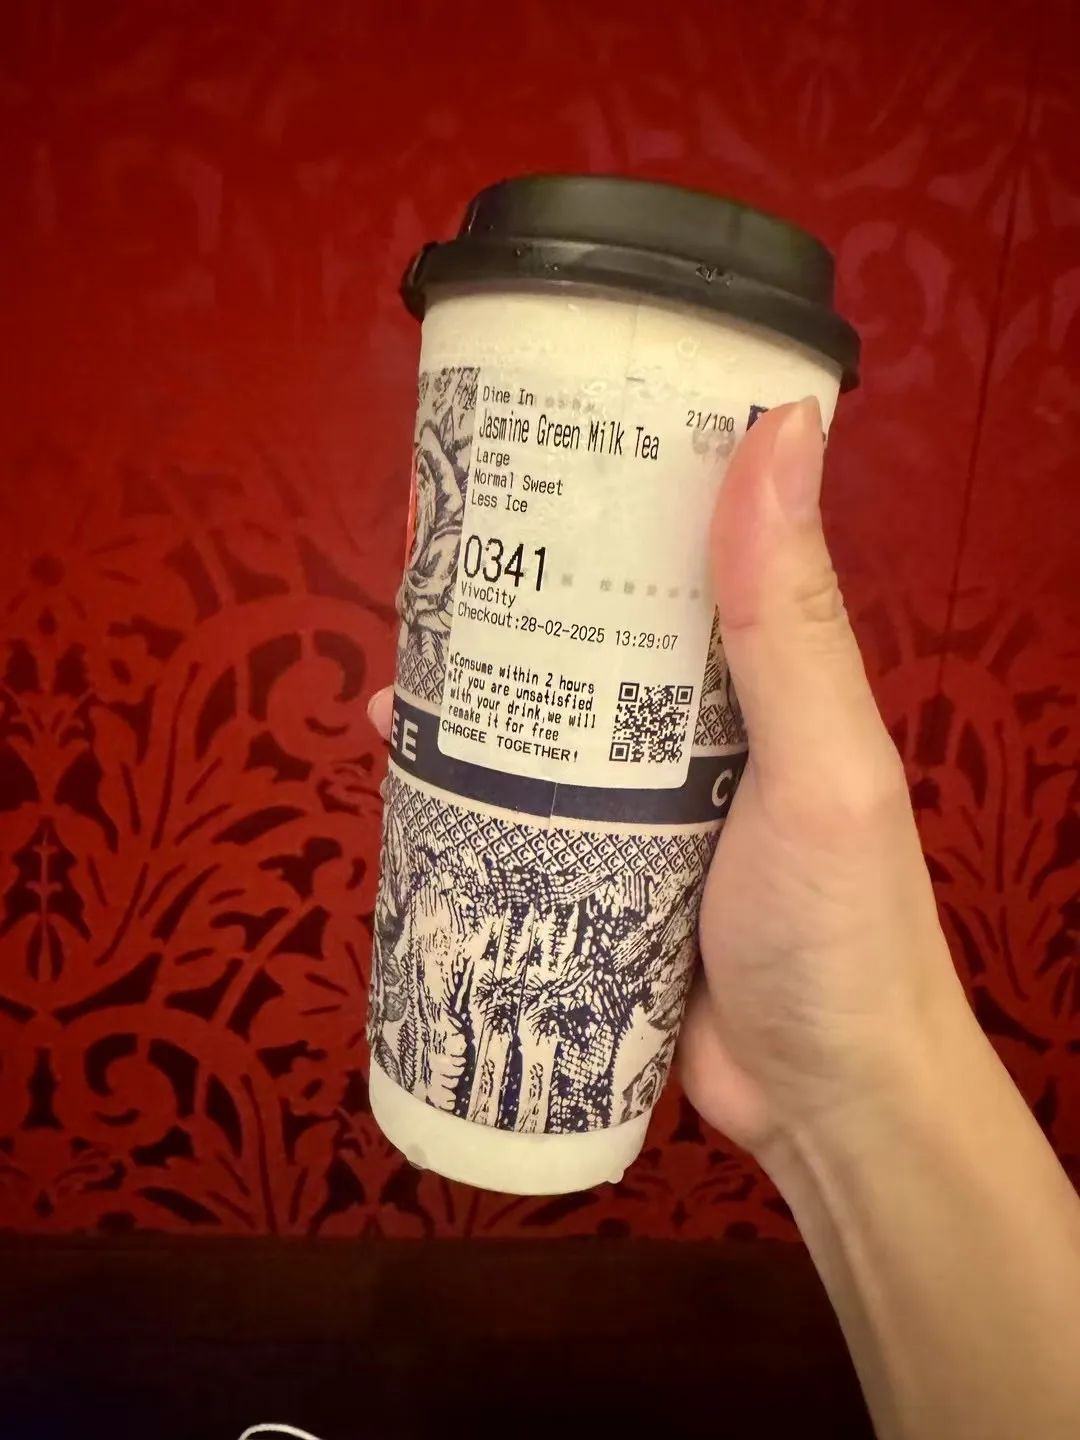 Dine In
21/100
Jasmine Green Milk Tea
Large
Normal Sweet
Less Ice
0341
VivoCity
Checkout:28-02-2025 13:29:07
*Consume within 2 hours
*If you are unsatisfied
with your drink,we will
remake it for free
CHAGEE TOGETHER!
EE
C